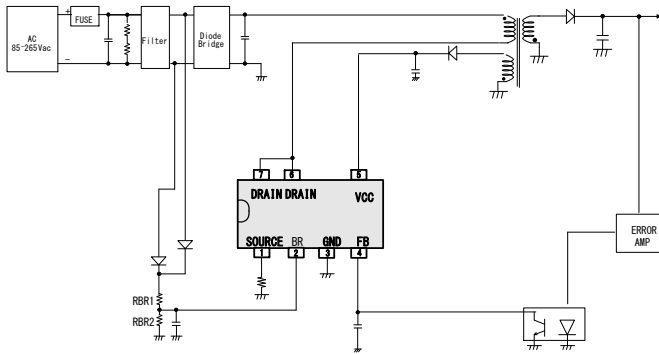 AC
85-265Vac
+
-
FUSE
Filter
Diode
Bridge
7
6
5
DRAIN DRAIN
VCC
SOURCE BR GND FB
1
2
3
4
RBR1
RBR2
ERROR
AMP